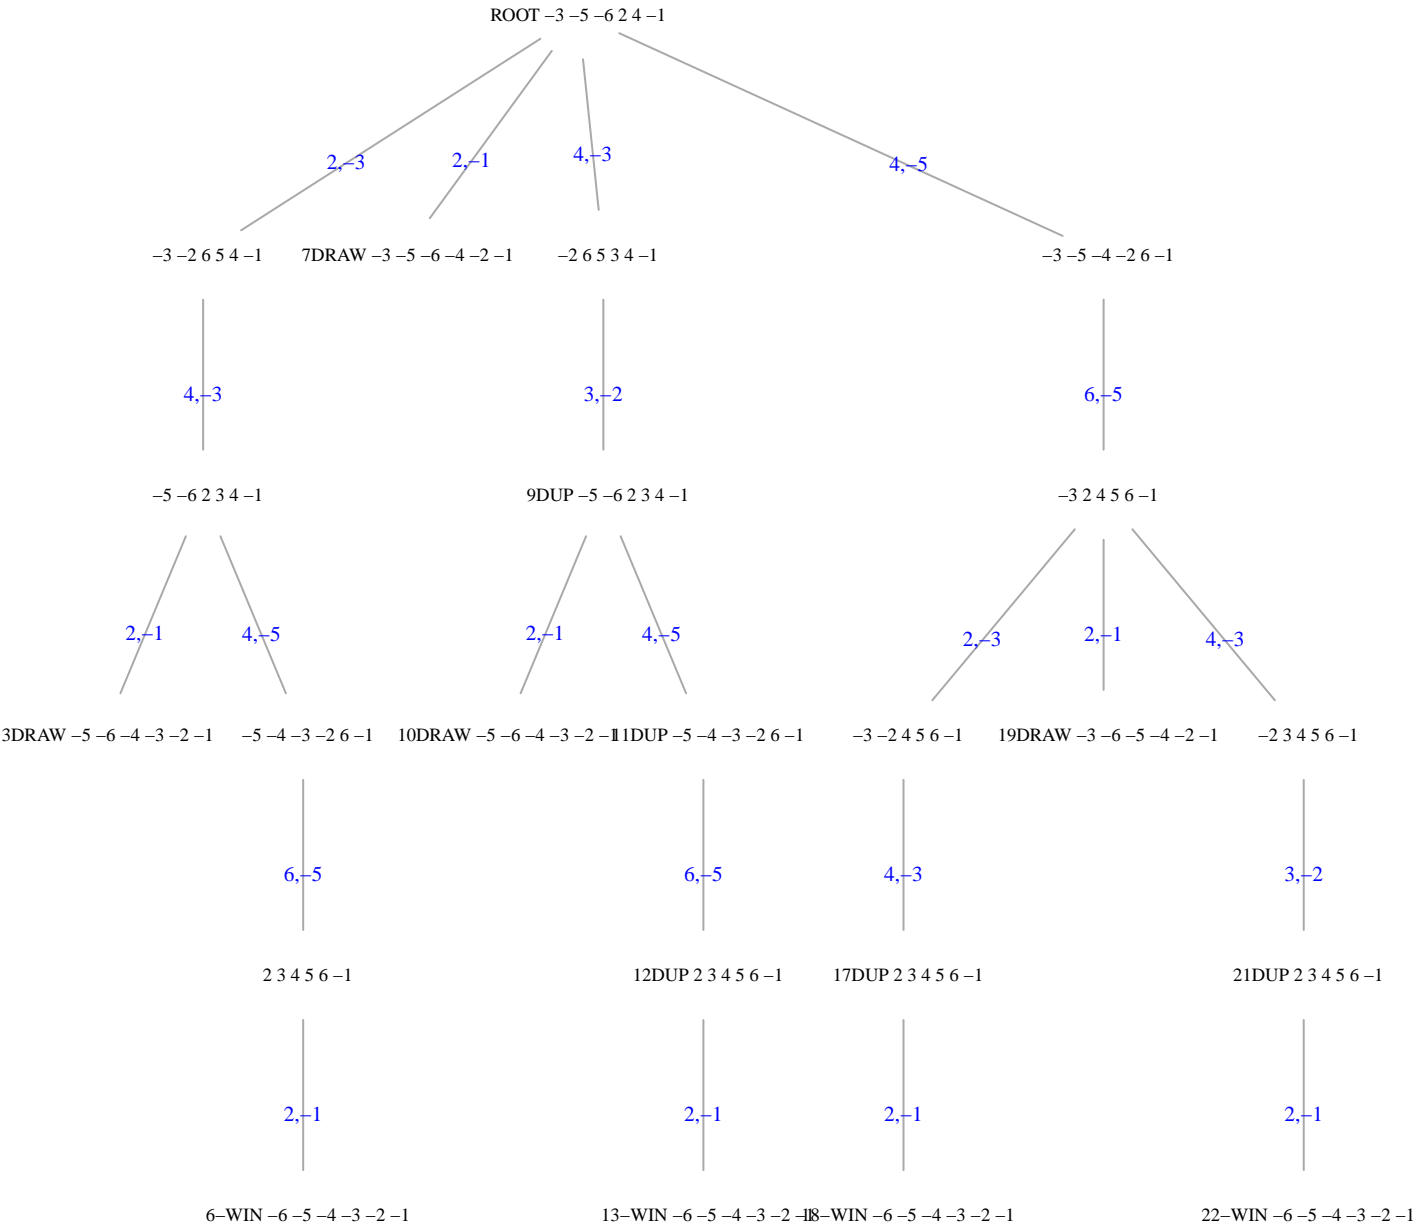 ROOT –3 –5 –6 2 4 –1
2,–3
2,–1
4,–3
4,–5
–3 –2 6 5 4 –1
7DRAW –3 –5 –6 –4 –2 –1
–2 6 5 3 4 –1
–3 –5 –4 –2 6 –1
4,–3
3,–2
6,–5
–5 –6 2 3 4 –1
9DUP –5 –6 2 3 4 –1
–3 2 4 5 6 –1
2,–1
4,–5
2,–1
4,–5
2,–3
2,–1
4,–3
3DRAW –5 –6 –4 –3 –2 –1
–5 –4 –3 –2 6 –1
10DRAW –5 –6 –4 –3 –2 –1
11DUP –5 –4 –3 –2 6 –1
–3 –2 4 5 6 –1
19DRAW –3 –6 –5 –4 –2 –1
–2 3 4 5 6 –1
6,–5
6,–5
4,–3
3,–2
2 3 4 5 6 –1
12DUP 2 3 4 5 6 –1
17DUP 2 3 4 5 6 –1
21DUP 2 3 4 5 6 –1
2,–1
2,–1
2,–1
2,–1
6–WIN –6 –5 –4 –3 –2 –1
13–WIN –6 –5 –4 –3 –2 –1
18–WIN –6 –5 –4 –3 –2 –1
22–WIN –6 –5 –4 –3 –2 –1